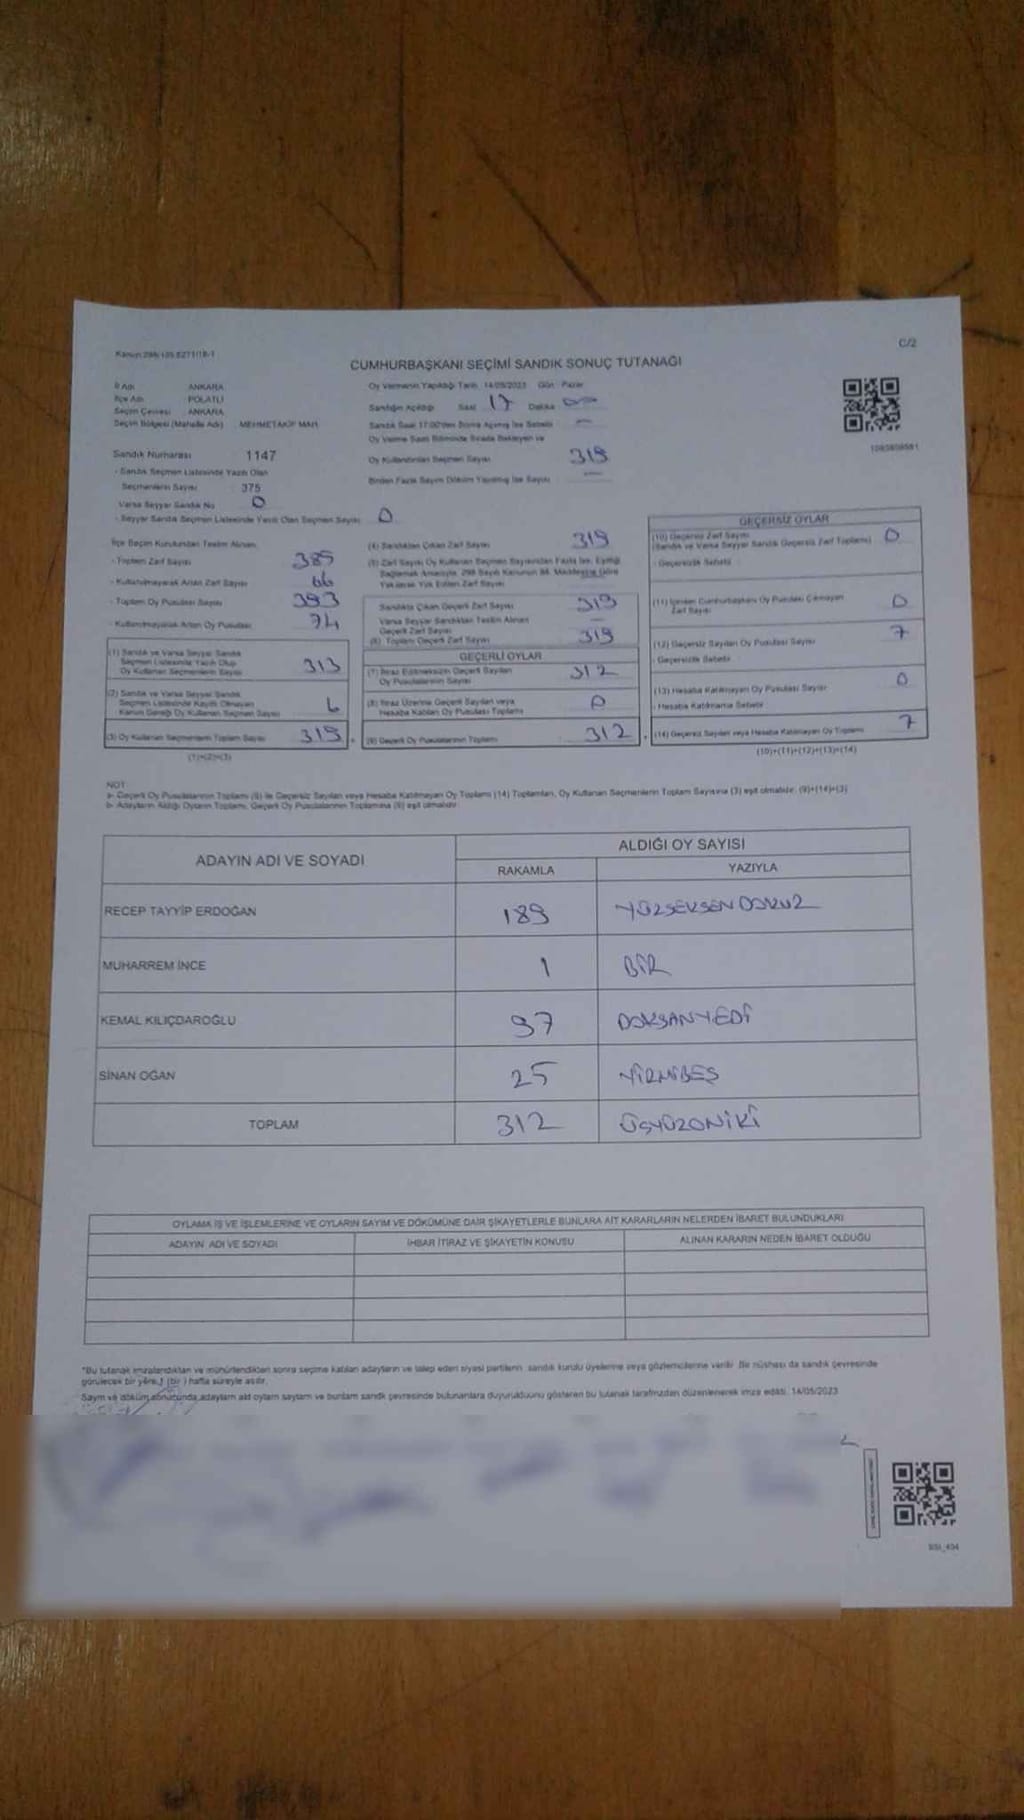 Kanun 298/105.6271/18-1
C/2
CUMHURBAŞKANI SEÇİMİ SANDIK SONUÇ TUTANAĞI
İl Adı ANKARA
İlçe Adı POLATLI
Seçim Çevresi ANKARA
Seçim Bölgesi (Mahalle Adı) MEHMETAKİF MAH.
Oy Vermenin Yapıldığı Tarih 14/05/2023 Gün Pazar
Sandığın Açıldığı Saat 17 Dakika
Sandık Saat 17:00'den Sonra Açılmış İse Sebebi
Oy Verme Saati Bitiminde Sırada Bekleyen ve
Oy Kullandırılan Seçmen Sayısı 319
Birden Fazla Sayım Döküm Yapılmış İse Sayısı
Sandık Numarası 1147
- Sandık Seçmen Listesinde Yazılı Olan
Seçmenlerin Sayısı 375
Varsa Seyyar Sandık No 0
- Seyyar Sandık Seçmen Listesinde Yazılı Olan Seçmen Sayısı 0
İlçe Seçim Kurulundan Teslim Alınan
- Toplam Zarf Sayısı 385
- Kullanılmayarak Artan Zarf Sayısı 66
- Toplam Oy Pusulası Sayısı 393
- Kullanılmayarak Artan Oy Pusulası 74
(1) Sandık ve Varsa Seyyar Sandık
Seçmen Listesinde Yazılı Olup
Oy Kullanan Seçmenlerin Sayısı 313
(2) Sandık ve Varsa Seyyar Sandık
Seçmen Listesinde Kayıtlı Olmayan
Kanun Gereği Oy Kullanan Seçmen Sayısı 6
(3) Oy Kullanan Seçmenlerin Toplam Sayısı 319
(4) Sandıktan Çıkan Zarf Sayısı 319
(5) Zarf Sayısı Oy Kullanan Seçmen Sayısından Fazla İse, Eşitliği
Sağlamak Amacıyla, 298 Sayılı Kanunun 98. Maddesine Göre
Yakılarak Yok Edilen Zarf Sayısı
Sandıkta Çıkan Geçerli Zarf Sayısı 319
Varsa Seyyar Sandıktan Teslim Alınan
Geçerli Zarf Sayısı
(6) Toplam Geçerli Zarf Sayısı 319
GEÇERLİ OYLAR
(7) İtiraz Edilmeksizin Geçerli Sayılan
Oy Pusulalarının Sayısı 312
(8) İtiraz Üzerine Geçerli Sayılan veya
Hesaba Katılan Oy Pusulası Toplamı 0
(9) Geçerli Oy Pusulalarının Toplamı 312
GEÇERSİZ OYLAR
(10) Geçersiz Zarf Sayısı
(Sandık ve Varsa Seyyar Sandık Geçersiz Zarf Toplamı) 0
- Geçersizlik Sebebi
(11) İçinden Cumhurbaşkanı Oy Pusulası Çıkmayan
Zarf Sayısı 0
(12) Geçersiz Sayılan Oy Pusulası Sayısı 7
- Geçersizlik Sebebi
(13) Hesaba Katılmayan Oy Pusulası Sayısı 0
- Hesaba Katılmama Sebebi
(14) Geçersiz Sayılan veya Hesaba Katılmayan Oy Toplamı 7
(1)+(2)=(3)
(10)+(11)+(12)+(13)=(14)
NOT:
a- Geçerli Oy Pusulalarının Toplamı (9) ile Geçersiz Sayılan veya Hesaba Katılmayan Oy Toplamı (14) Toplamları, Oy Kullanan Seçmenlerin Toplam Sayısına (3) eşit olmalıdır. (9)+(14)=(3)
b- Adayların Aldığı Oyların Toplamı, Geçerli Oy Pusulalarının Toplamına (9) eşit olmalıdır.
ADAYIN ADI VE SOYADI ALDIĞI OY SAYISI
RAKAMLA YAZIYLA
RECEP TAYYİP ERDOĞAN 189 YÜZSEKSENDOKUZ
MUHARREM İNCE 1 BİR
KEMAL KILIÇDAROĞLU 97 DOKSANYEDİ
SİNAN OĞAN 25 YİRMİBEŞ
TOPLAM 312 ÜÇYÜZONİKİ
OYLAMA İŞ VE İŞLEMLERİNE VE OYLARIN SAYIM VE DÖKÜMÜNE DAİR ŞİKAYETLERLE BUNLARA AİT KARARLARIN NELERDEN İBARET BULUNDUKLARI
ADAYIN ADI VE SOYADI İHBAR İTİRAZ VE ŞİKAYETİN KONUSU ALINAN KARARIN NEDEN İBARET OLDUĞU
*Bu tutanak imzalandıktan ve mühürlendikten sonra seçime katılan adayların ve talep eden siyasi partilerin sandık kurulu üyelerine veya gözlemcilerine verilir. Bir nüshası da sandık çevresinde
görülecek bir yere 1 (bir) hafta süreyle asılır.
Sayım ve döküm sonucunda adayların aldığı oyların sayısını ve bunların sandık çevresinde bulunanlara duyurulduğunu gösteren bu tutanak tarafımızdan düzenlenerek imza edildi. 14/05/2023